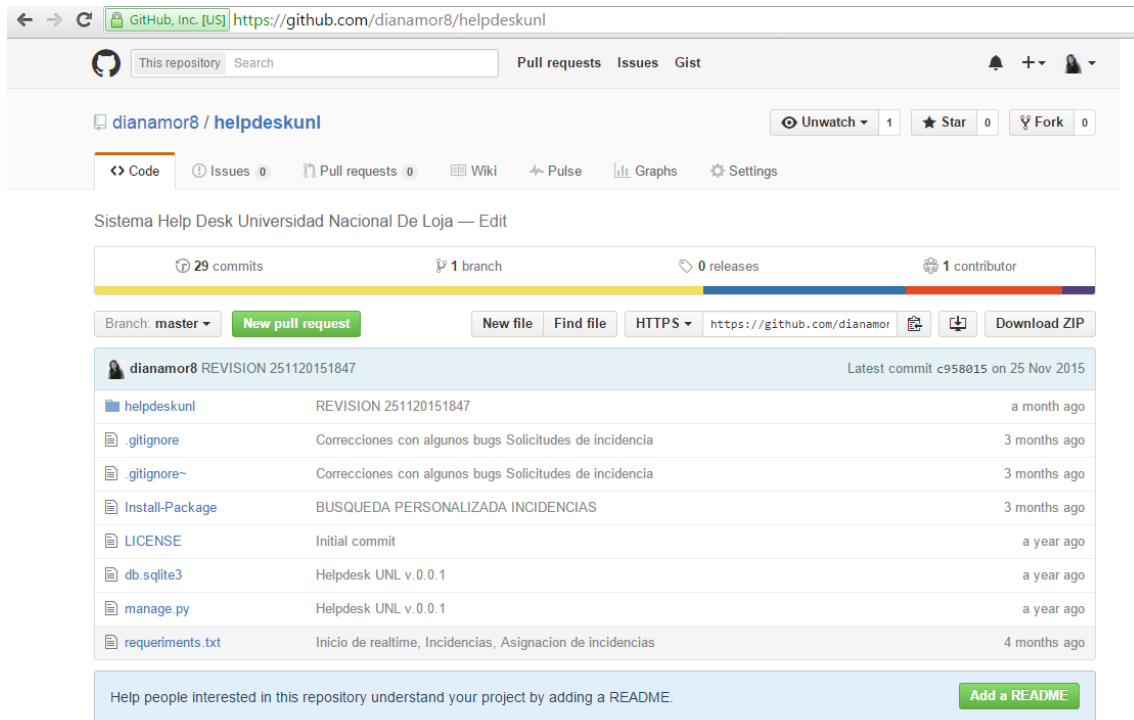 GitHub, Inc. [US] https://github.com/dianamor8/helpdeskunl
This repository Search Pull requests Issues Gist
dianamor8 / helpdeskunl Unwatch 1 Star 0 Fork 0
Code Issues 0 Pull requests 0 Wiki Pulse Graphs Settings
Sistema Help Desk Universidad Nacional De Loja — Edit
29 commits 1 branch 0 releases 1 contributor
Branch: master New pull request New file Find file HTTPS https://github.com/dianamor Download ZIP
dianamor8 REVISION 251120151847 Latest commit c958015 on 25 Nov 2015
helpdeskunl REVISION 251120151847 a month ago
.gitignore Correcciones con algunos bugs Solicitudes de incidencia 3 months ago
.gitignore~ Correcciones con algunos bugs Solicitudes de incidencia 3 months ago
Install-Package BUSQUEDA PERSONALIZADA INCIDENCIAS 3 months ago
LICENSE Initial commit a year ago
db.sqlite3 Helpdesk UNL v.0.0.1 a year ago
manage.py Helpdesk UNL v.0.0.1 a year ago
requeriments.txt Inicio de realtime, Incidencias, Asignacion de incidencias 4 months ago
Help people interested in this repository understand your project by adding a README. Add a README